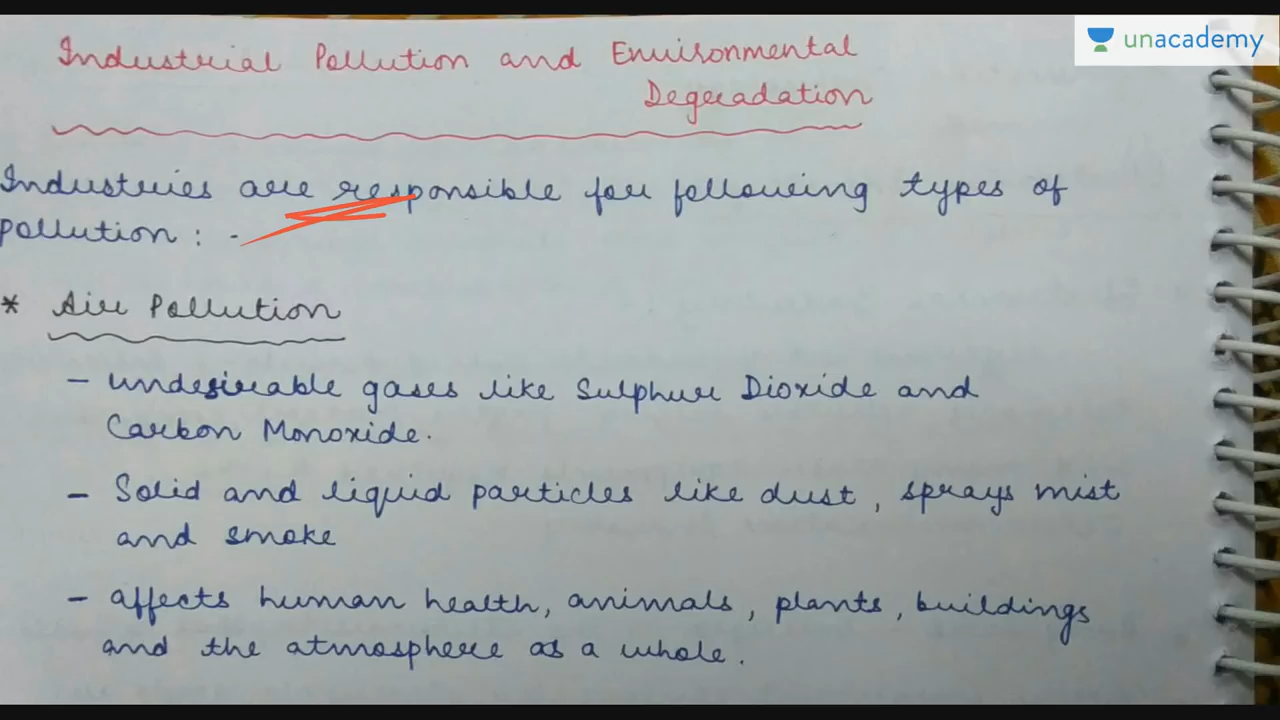 unacademy
Industrial Pollution and Environmental
Degradation
Industries are responsible for following types of
pollution : -
* Air Pollution
- undesirable gases like Sulphur Dioxide and
Carbon Monoxide.
- Solid and liquid particles like dust, sprays mist
and smoke
- affects human health, animals, plants, buildings
and the atmosphere as a whole.